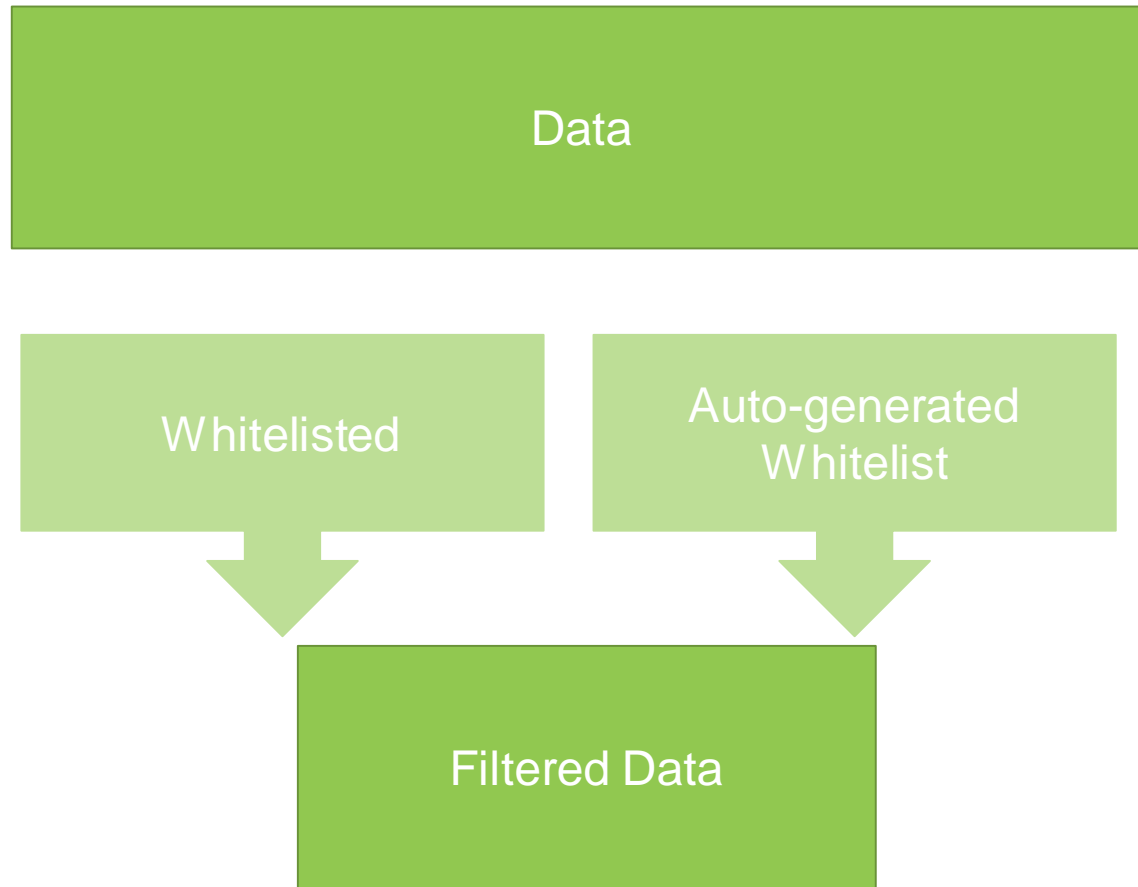 Data
Whitelisted
Auto-generated
Whitelist
Filtered Data